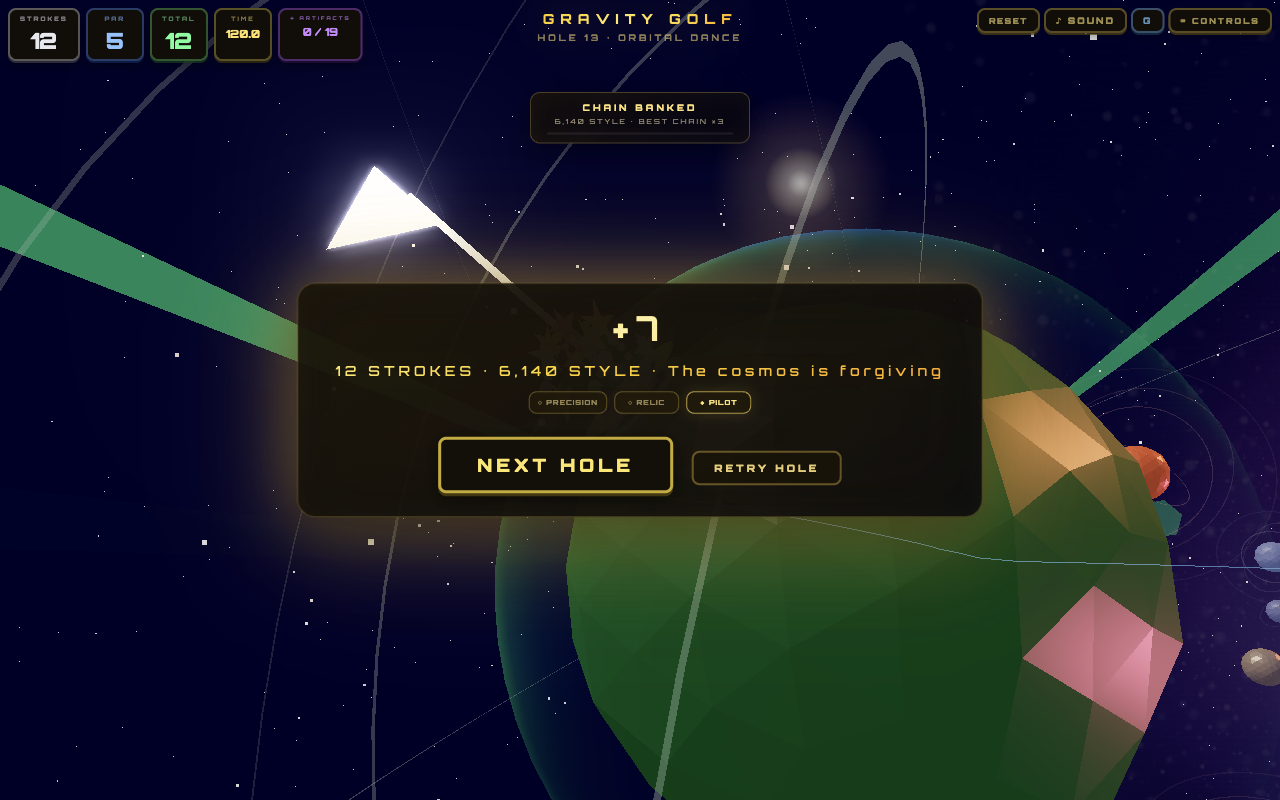 STROKES
12
PAR
5
TOTAL
12
TIME
120.0
✦ ARTIFACTS
0 / 19
GRAVITY GOLF
HOLE 13 · ORBITAL DANCE
RESET
♪ SOUND
G
≡ CONTROLS
CHAIN BANKED
6,140 STYLE · BEST CHAIN ×3
+7
12 STROKES · 6,140 STYLE · The cosmos is forgiving
○ PRECISION
○ RELIC
◆ PILOT
NEXT HOLE
RETRY HOLE